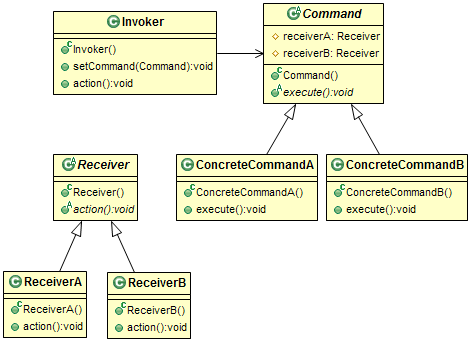 Invoker
Invoker()
setCommand(Command):void
action():void
Command
receiverA: Receiver
receiverB: Receiver
Command()
execute():void
Receiver
Receiver()
action():void
ConcreteCommandA
ConcreteCommandA()
execute():void
ConcreteCommandB
ConcreteCommandB()
execute():void
ReceiverA
ReceiverA()
action():void
ReceiverB
ReceiverB()
action():void